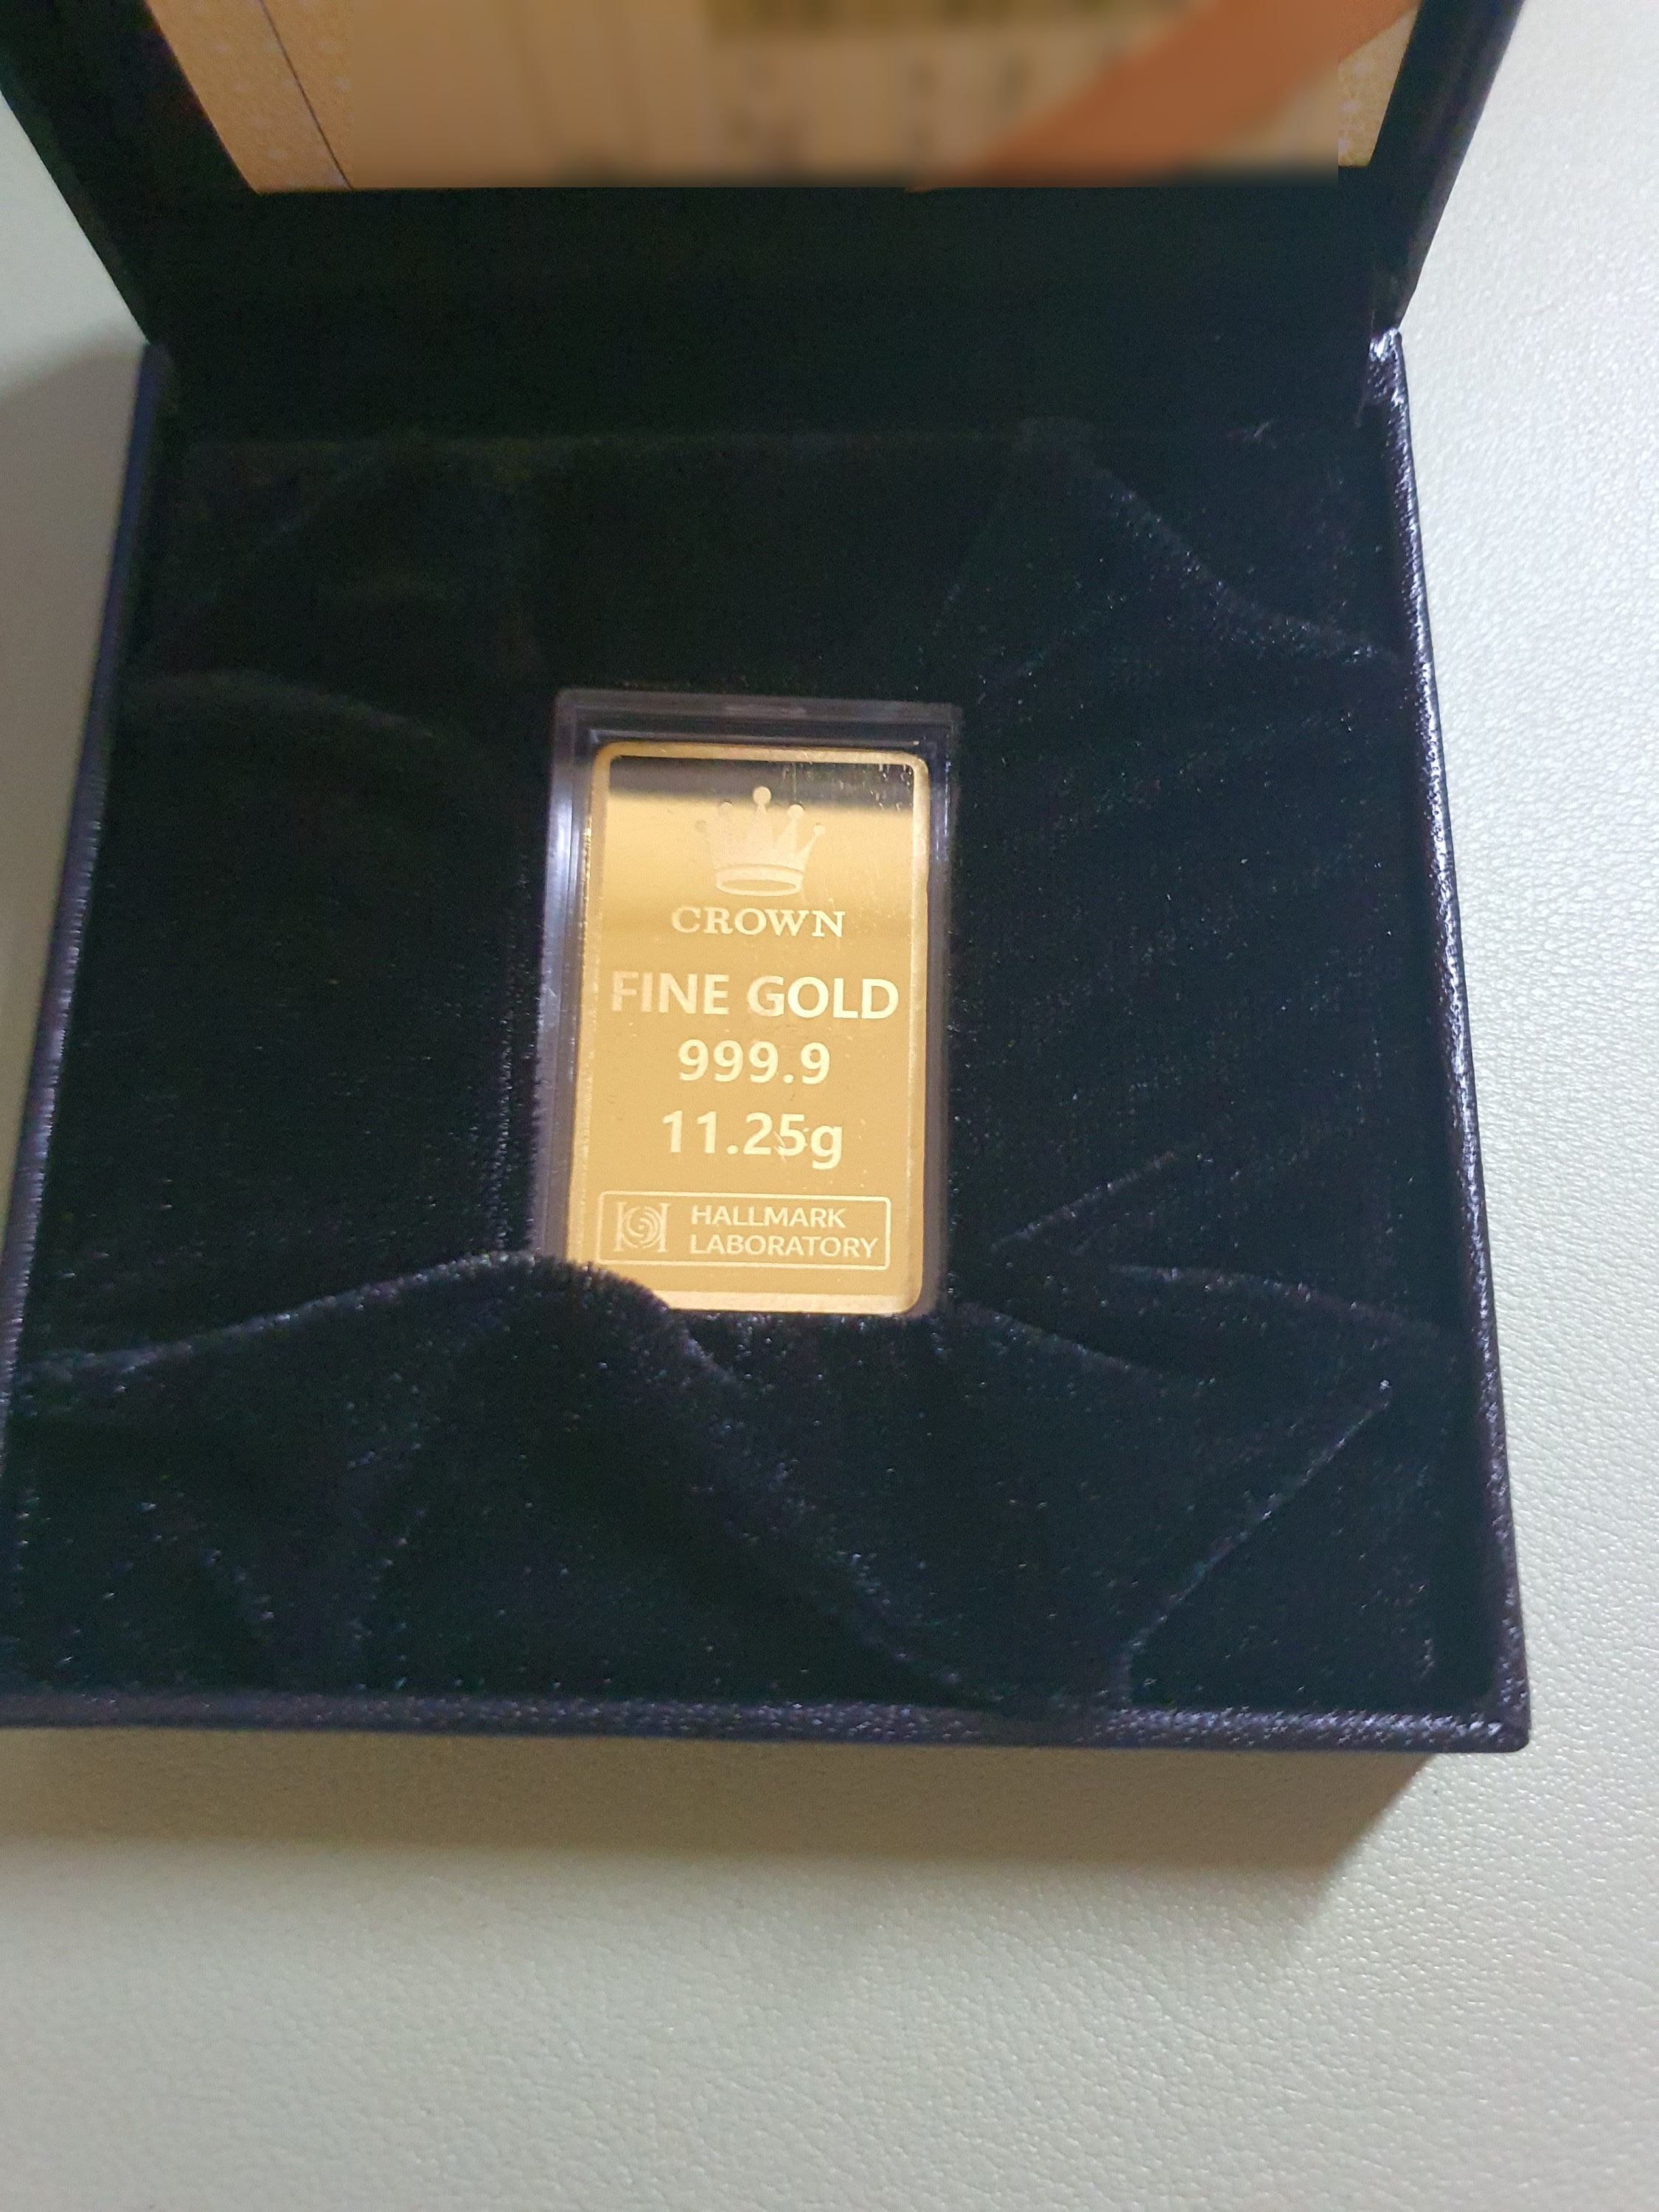 CROWN
FINE GOLD
999.9
11.25g
HALLMARK
LABORATORY